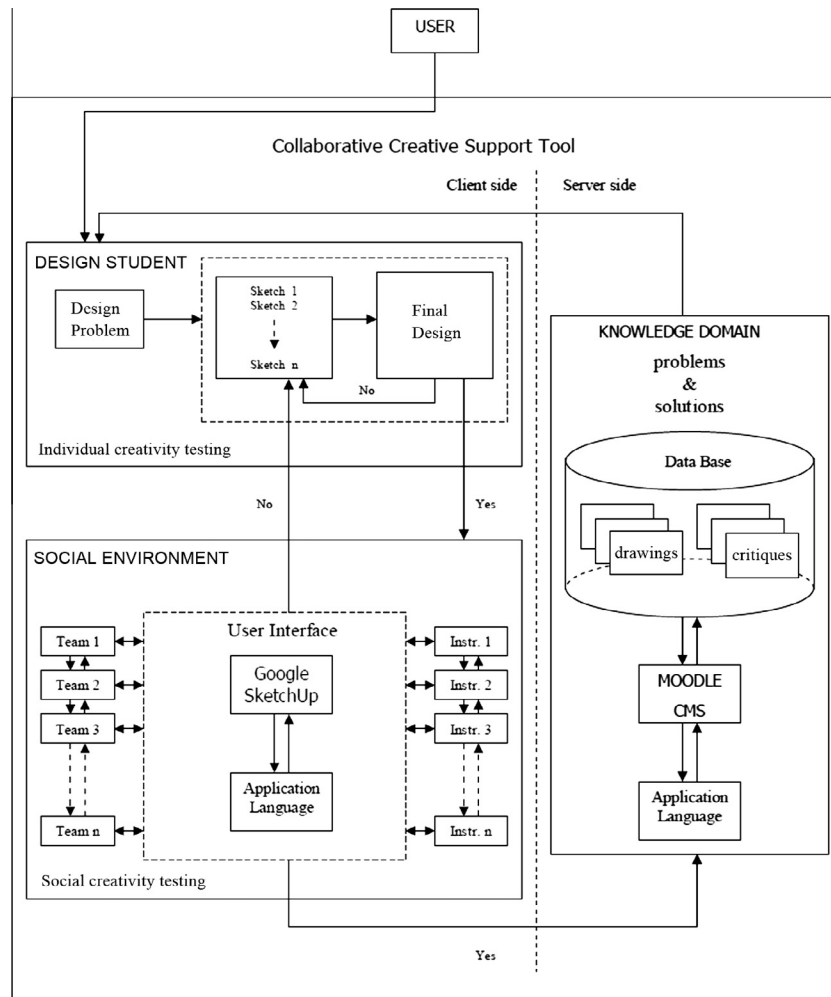 USER
Collaborative Creative Support Tool
Client side
Server side
DESIGN STUDENT
Design
Problem
Sketch 1
Sketch 2
Sketch n
Final
Design
No
Individual creativity testing
No
Yes
SOCIAL ENVIRONMENT
Team 1
Team 2
Team 3
Team n
User Interface
Google
SketchUp
Application
Language
Instr. 1
Instr. 2
Instr. 3
Instr. n
Social creativity testing
Yes
KNOWLEDGE DOMAIN
problems
&
solutions
Data Base
drawings
critiques
MOODLE
CMS
Application
Language